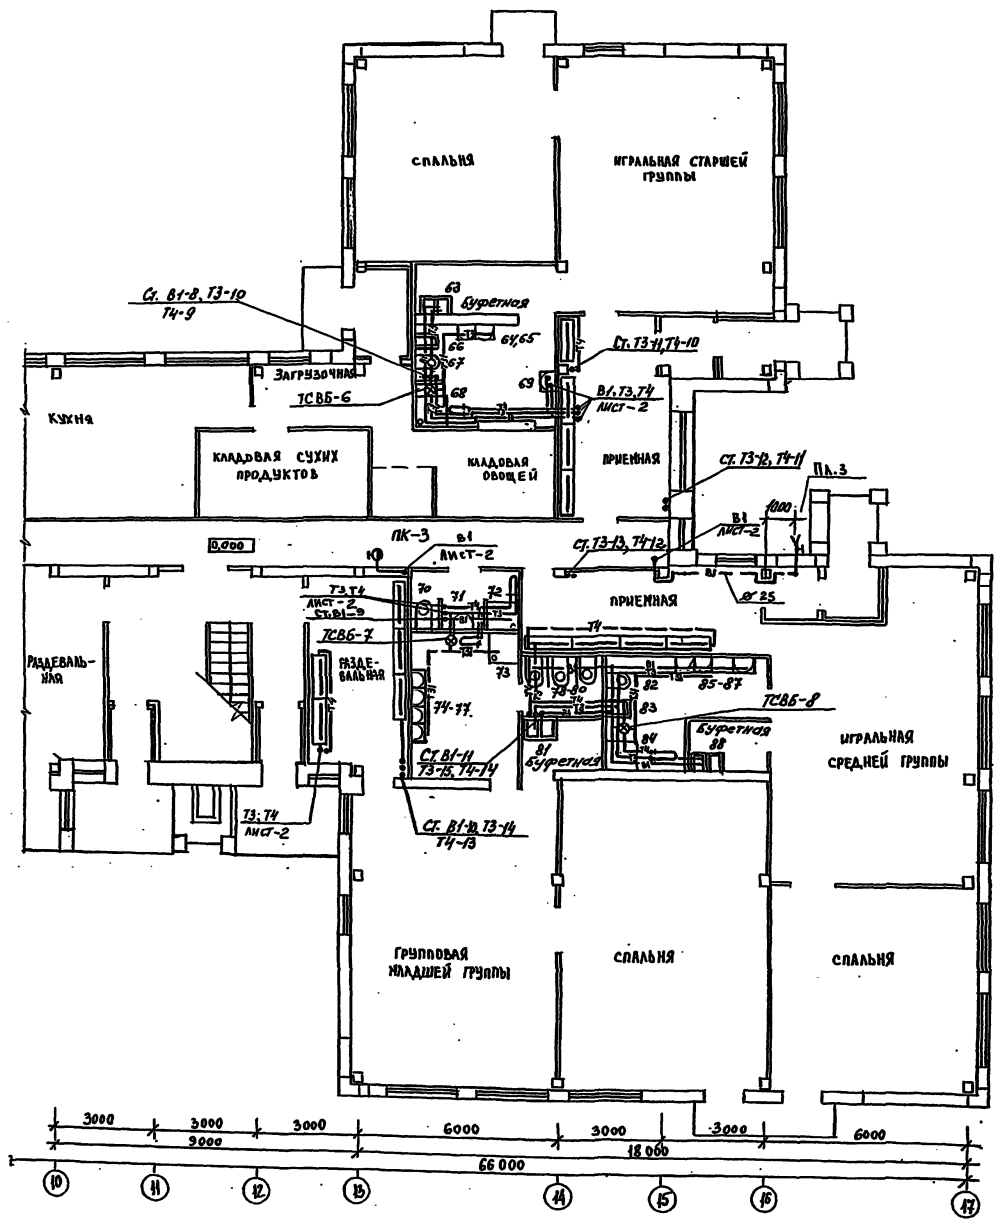 СПАЛЬНЯ
ИГРАЛЬНАЯ СТАРШЕЙ
ГРУППЫ
Ст. В1-8, Т3-10
Т4-9
63
Буфетная
64,65
66
67
68
69
Т4
Ст. Т3-11, Т4-10
ЗАГРУЗОЧНАЯ
ТСВБ-6
В1, Т3, Т4
ЛИСТ-2
КУХНЯ
КЛАДОВАЯ СУХИХ
ПРОДУКТОВ
КЛАДОВАЯ
ОВОЩЕЙ
ПРИЕМНАЯ
СТ. Т3-12, Т4-11
ПЛ.3
1000
В1
ЛИСТ-2
ПК-3
В1
ЛИСТ-2
СТ. Т3-13, Т4-12
0,000
Т3,Т4
ЛИСТ-2
СТ.В1-9
70
71
72
ПРИЕМНАЯ
Ø 25
ТСВБ-7
Т4
РАЗДЕВАЛЬ-
НАЯ
РАЗДЕ-
ВАЛЬНАЯ
73
74-77
78-80
82
83
84
85-87
ТСВБ-8
Буфетная
88
81
Буфетная
СТ. В1-11
Т3-15, Т4-14
ИГРАЛЬНАЯ
СРЕДНЕЙ ГРУППЫ
Т3; Т4
ЛИСТ-2
СТ. В1-10, Т3-14
Т4-13
ГРУППОВАЯ
МЛАДШЕЙ ГРУППЫ
СПАЛЬНЯ
СПАЛЬНЯ
3000
3000
3000
6000
3000
3000
6000
9000
18 000
66 000
10
11
12
13
14
15
16
17